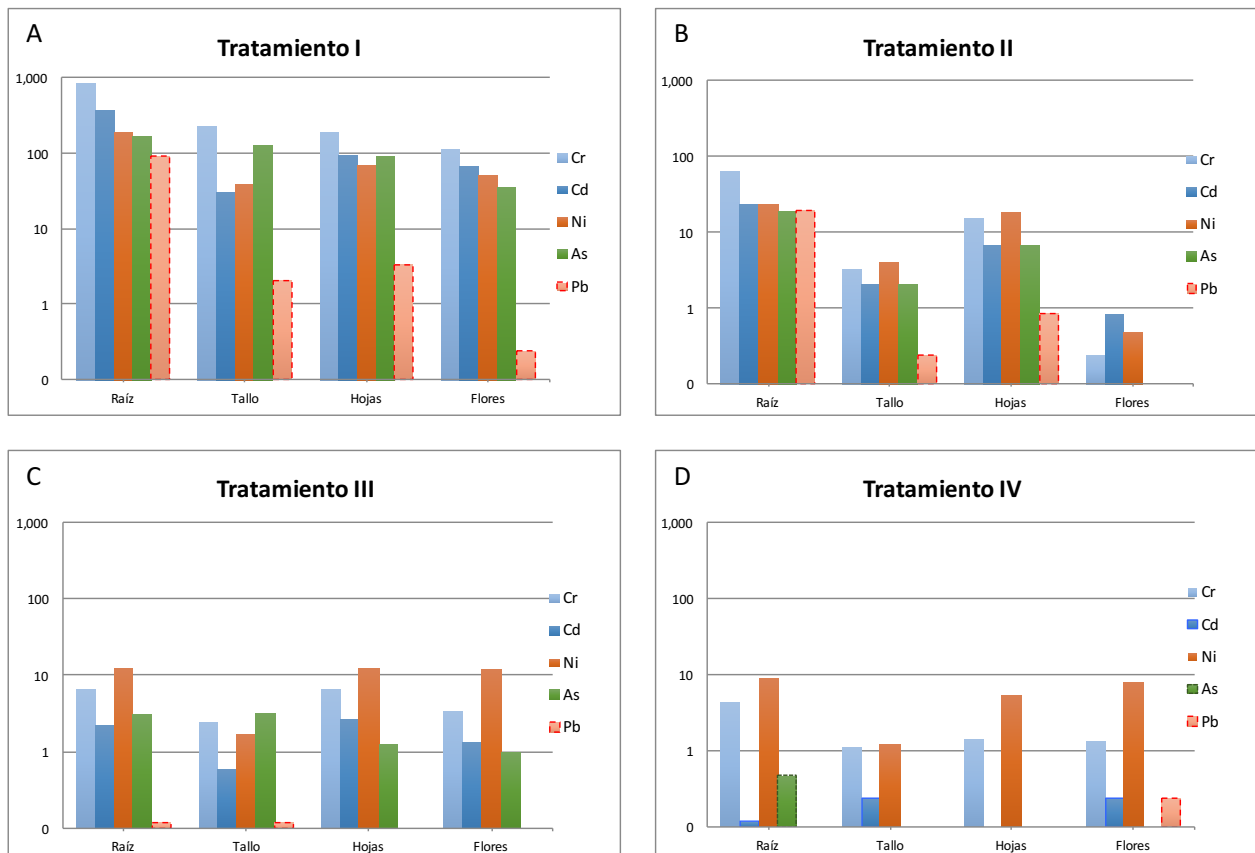 A
Tratamiento I
1,000
100
10
1
0
Raíz Tallo Hojas Flores
Cr
Cd
Ni
As
Pb
B
Tratamiento II
1,000
100
10
1
0
Raíz Tallo Hojas Flores
Cr
Cd
Ni
As
Pb
C
Tratamiento III
1,000
100
10
1
0
Raíz Tallo Hojas Flores
Cr
Cd
Ni
As
Pb
D
Tratamiento IV
1,000
100
10
1
0
Raíz Tallo Hojas Flores
Cr
Cd
Ni
As
Pb